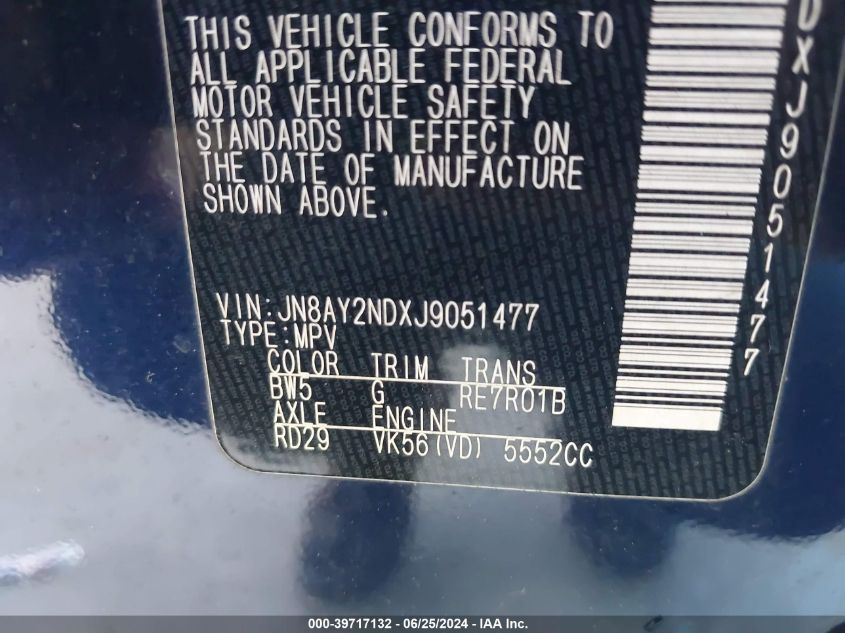 THIS VEHICLE CONFORMS TO
ALL APPLICABLE FEDERAL
MOTOR VEHICLE SAFETY
STANDARDS IN EFFECT ON
THE DATE OF MANUFACTURE
SHOWN ABOVE.
DXJ9051477
VIN:JN8AY2NDXJ9051477
TYPE:MPV
COLOR TRIM TRANS
BW5 G RE7R01B
AXLE ENGINE
RD29 VK56(VD) 5552CC
000-39717132 - 06/25/2024 - IAA Inc.